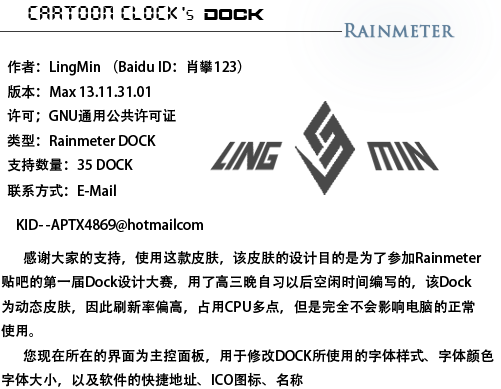 CARTOON CLOCK's DOCK
RAINMETER
作者：LingMin （Baidu ID：肖攀123）
版本：Max 13.11.31.01
许可；GNU通用公共许可证
类型：Rainmeter DOCK
支持数量：35 DOCK
联系方式：E-Mail
LING MIN
KID--APTX4869@hotmailcom
感谢大家的支持，使用这款皮肤，该皮肤的设计目的是为了参加Rainmeter
贴吧的第一届Dock设计大赛，用了高三晚自习以后空闲时间编写的，该Dock
为动态皮肤，因此刷新率偏高，占用CPU多点，但是完全不会影响电脑的正常
使用。
您现在所在的界面为主控面板，用于修改DOCK所使用的字体样式、字体颜色
字体大小，以及软件的快捷地址、ICO图标、名称